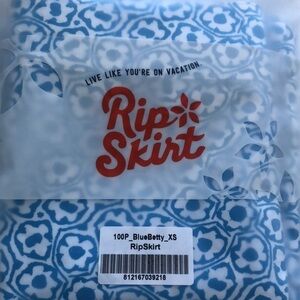 LIVE LIKE YOU'RE ON VACATION
Rip
Skirt
100P_BlueBetty_XS
RipSkirt
812167039218